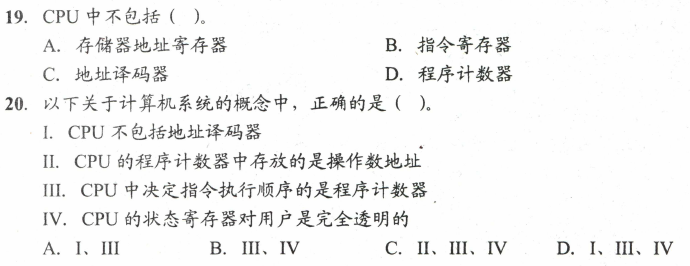 19. CPU 中不包括 ( )。
A. 存储器地址寄存器 B. 指令寄存器
C. 地址译码器 D. 程序计数器
20. 以下关于计算机系统的概念中，正确的是 ( )。
I. CPU 不包括地址译码器
II. CPU 的程序计数器中存放的是操作数地址
III. CPU 中决定指令执行顺序的是程序计数器
IV. CPU 的状态寄存器对用户是完全透明的
A. I、III B. III、IV C. II、III、IV D. I、III、IV